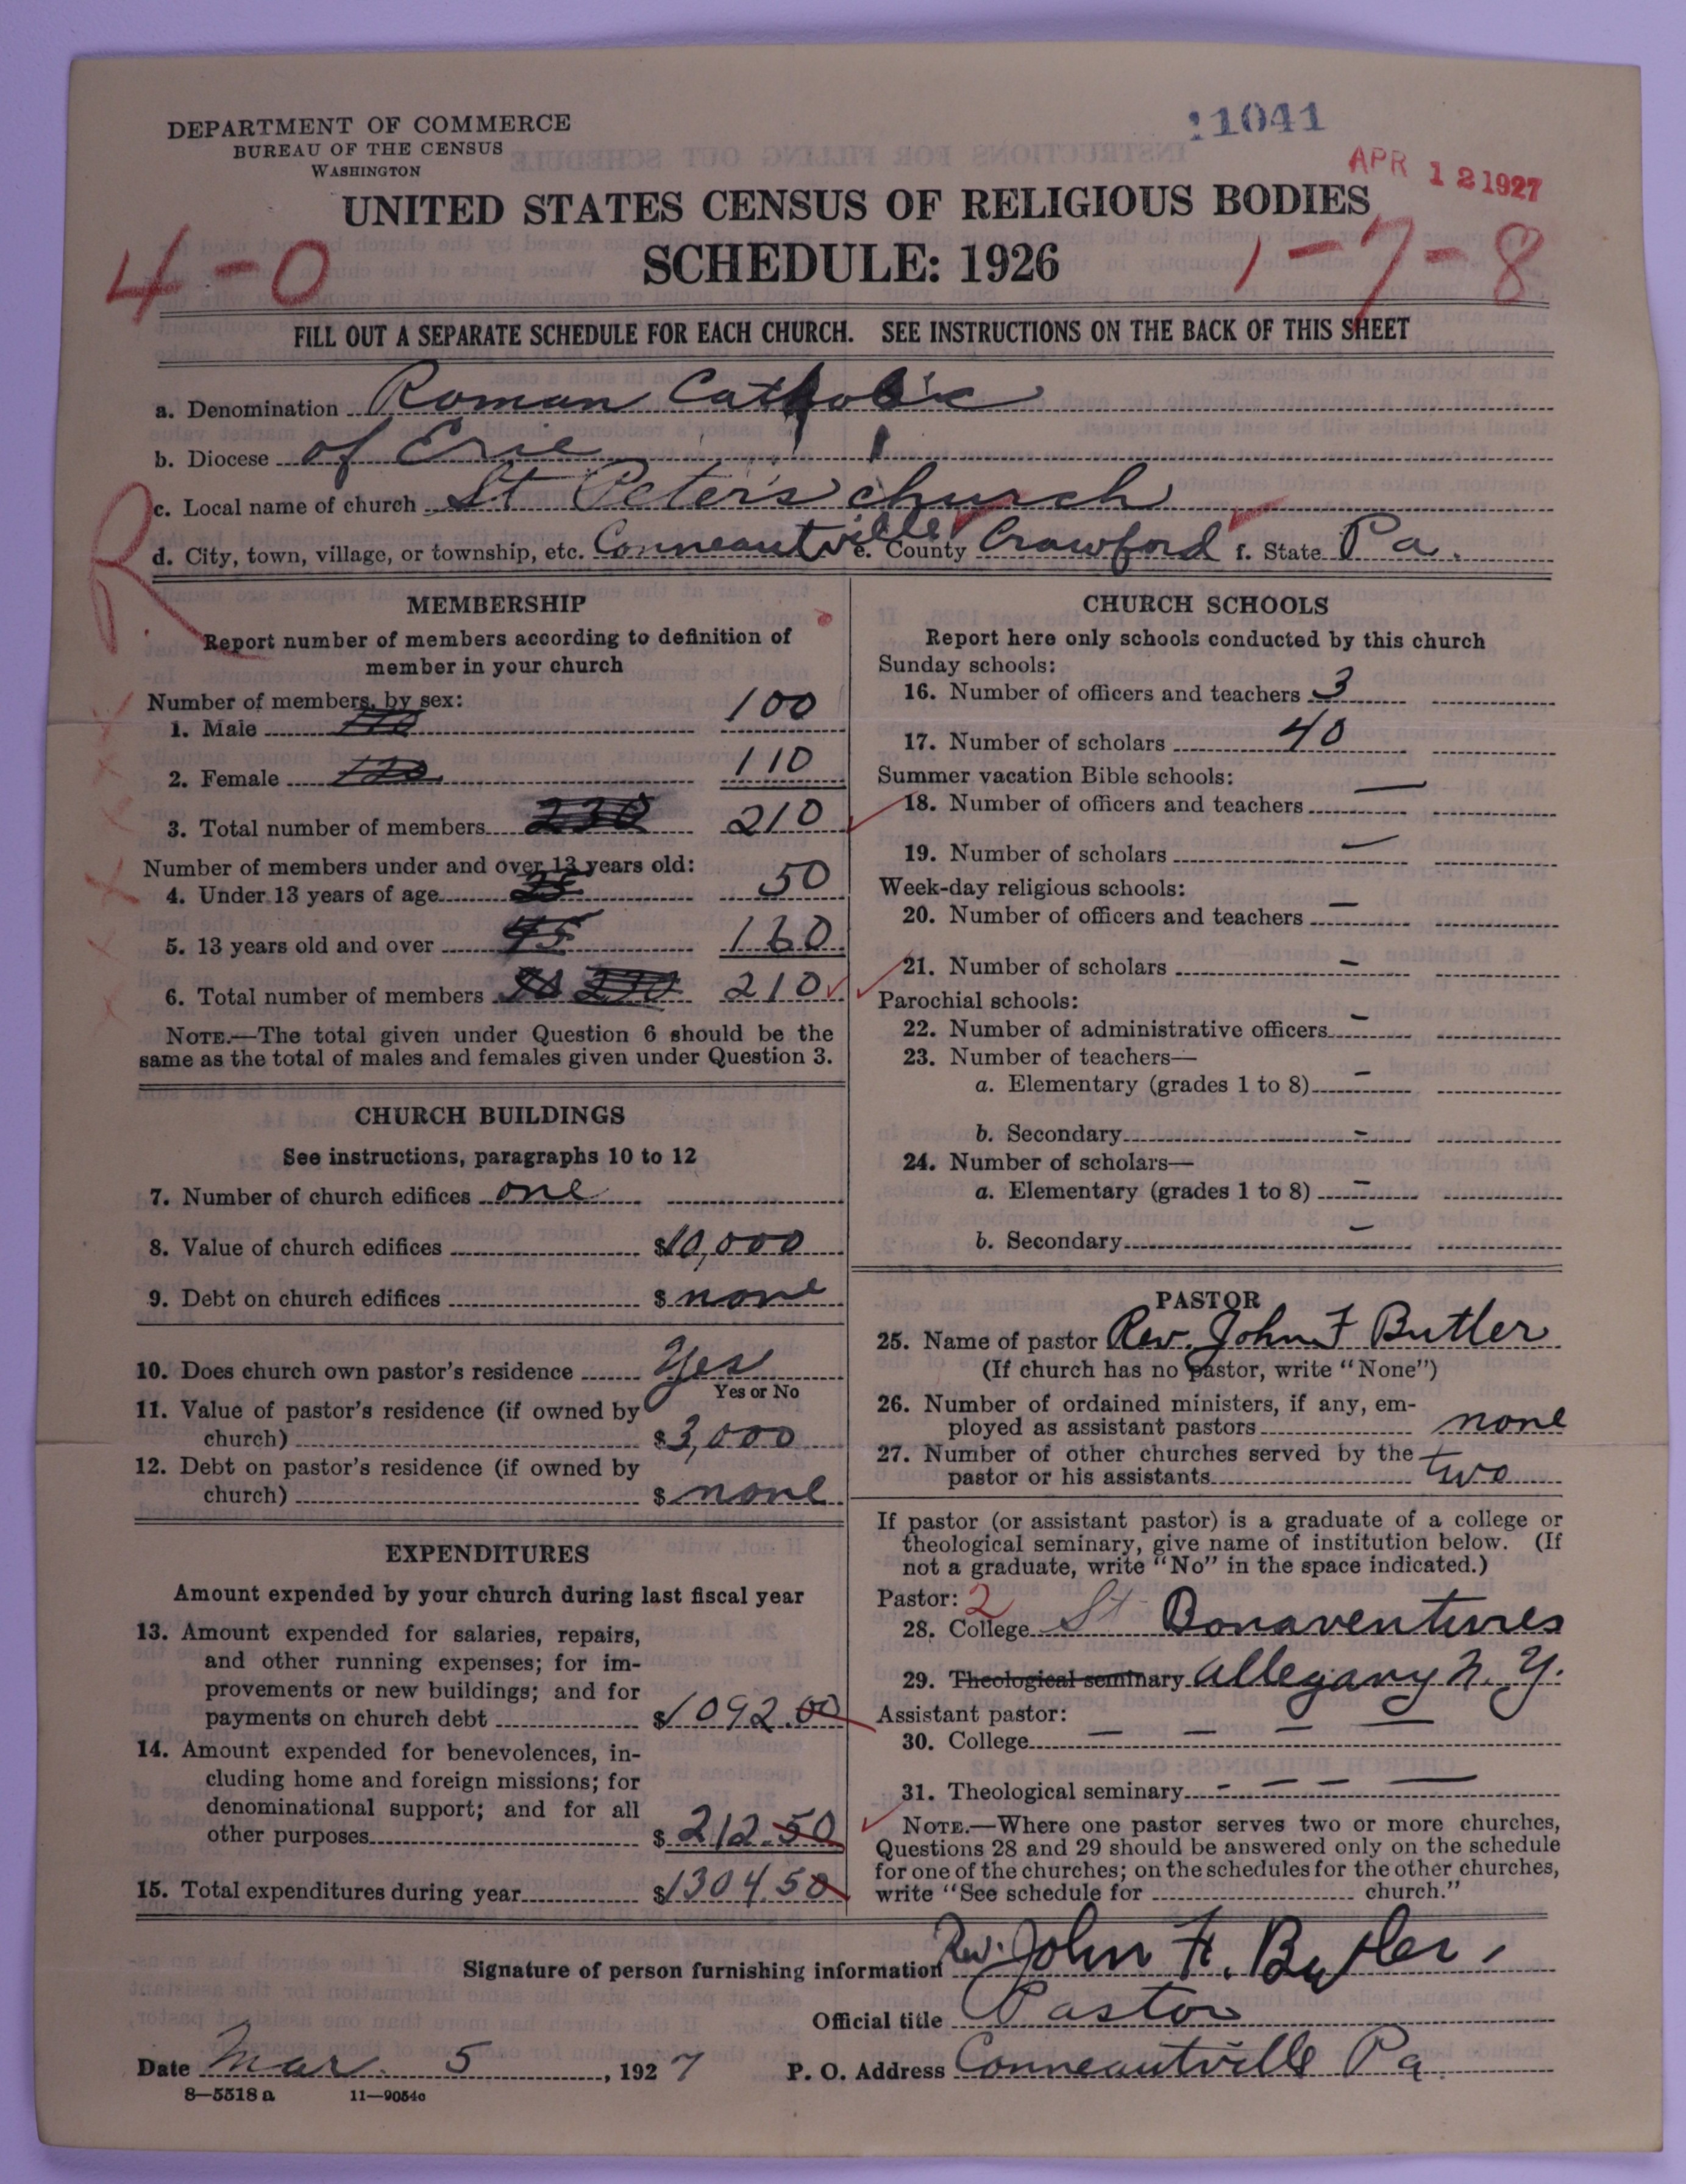 11041
APR 12 1927
DEPARTMENT OF COMMERCE
BUREAU OF THE CENSUS
WASHINGTON
UNITED STATES CENSUS OF RELIGIOUS BODIES
SCHEDULE: 1926
4-0
1-7-8
FILL OUT A SEPARATE SCHEDULE FOR EACH CHURCH. SEE INSTRUCTIONS ON THE BACK OF THIS SHEET
a. Denomination Roman Catholic
b. Diocese of Erie
c. Local name of church St Peter's church
d. City, town, village, or township, etc. Conneautville e. County Crawford f. State Pa.
R
MEMBERSHIP
Report number of members according to definition of
member in your church
Number of members, by sex:
1. Male 110 100
2. Female 120 110
3. Total number of members 230 210
Number of members under and over 13 years old:
4. Under 13 years of age 25 50
5. 13 years old and over 45 160
6. Total number of members 230 210
NOTE.—The total given under Question 6 should be the
same as the total of males and females given under Question 3.
CHURCH BUILDINGS
See instructions, paragraphs 10 to 12
7. Number of church edifices one
8. Value of church edifices $10,000
9. Debt on church edifices $ none
10. Does church own pastor's residence Yes
Yes or No
11. Value of pastor's residence (if owned by
church) $3,000
12. Debt on pastor's residence (if owned by
church) $ none
EXPENDITURES
Amount expended by your church during last fiscal year
13. Amount expended for salaries, repairs,
and other running expenses; for im-
provements or new buildings; and for
payments on church debt $1092.00
14. Amount expended for benevolences, in-
cluding home and foreign missions; for
denominational support; and for all
other purposes $212.50
15. Total expenditures during year $1304.50
CHURCH SCHOOLS
Report here only schools conducted by this church
Sunday schools:
16. Number of officers and teachers 3
17. Number of scholars 40
Summer vacation Bible schools:
18. Number of officers and teachers —
19. Number of scholars —
Week-day religious schools:
20. Number of officers and teachers —
21. Number of scholars -
Parochial schools:
22. Number of administrative officers -
23. Number of teachers—
a. Elementary (grades 1 to 8) -
b. Secondary -
24. Number of scholars—
a. Elementary (grades 1 to 8) -
b. Secondary —
PASTOR
25. Name of pastor Rev. John F Butler
(If church has no pastor, write "None")
26. Number of ordained ministers, if any, em-
ployed as assistant pastors none
27. Number of other churches served by the
pastor or his assistants two
If pastor (or assistant pastor) is a graduate of a college or
theological seminary, give name of institution below. (If
not a graduate, write "No" in the space indicated.)
Pastor: 2
28. College St Bonaventures
29. Theological seminary Allegany N.Y.
Assistant pastor:
30. College — — — —
31. Theological seminary - — — —
NOTE.—Where one pastor serves two or more churches,
Questions 28 and 29 should be answered only on the schedule
for one of the churches; on the schedules for the other churches,
write "See schedule for church."
Signature of person furnishing information Rev. John F. Butler.
Official title Pastor
Date Mar. 5, 1927 P. O. Address Conneautville Pa.
8—5518 a 11—9054c